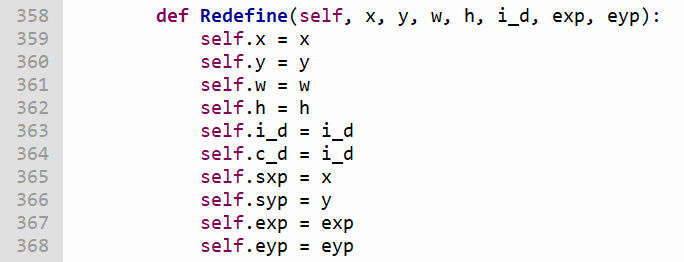 358 def Redefine(self, x, y, w, h, i_d, exp, eyp):
359 self.x = x
360 self.y = y
361 self.w = w
362 self.h = h
363 self.i_d = i_d
364 self.c_d = i_d
365 self.sxp = x
366 self.syp = y
367 self.exp = exp
368 self.eyp = eyp